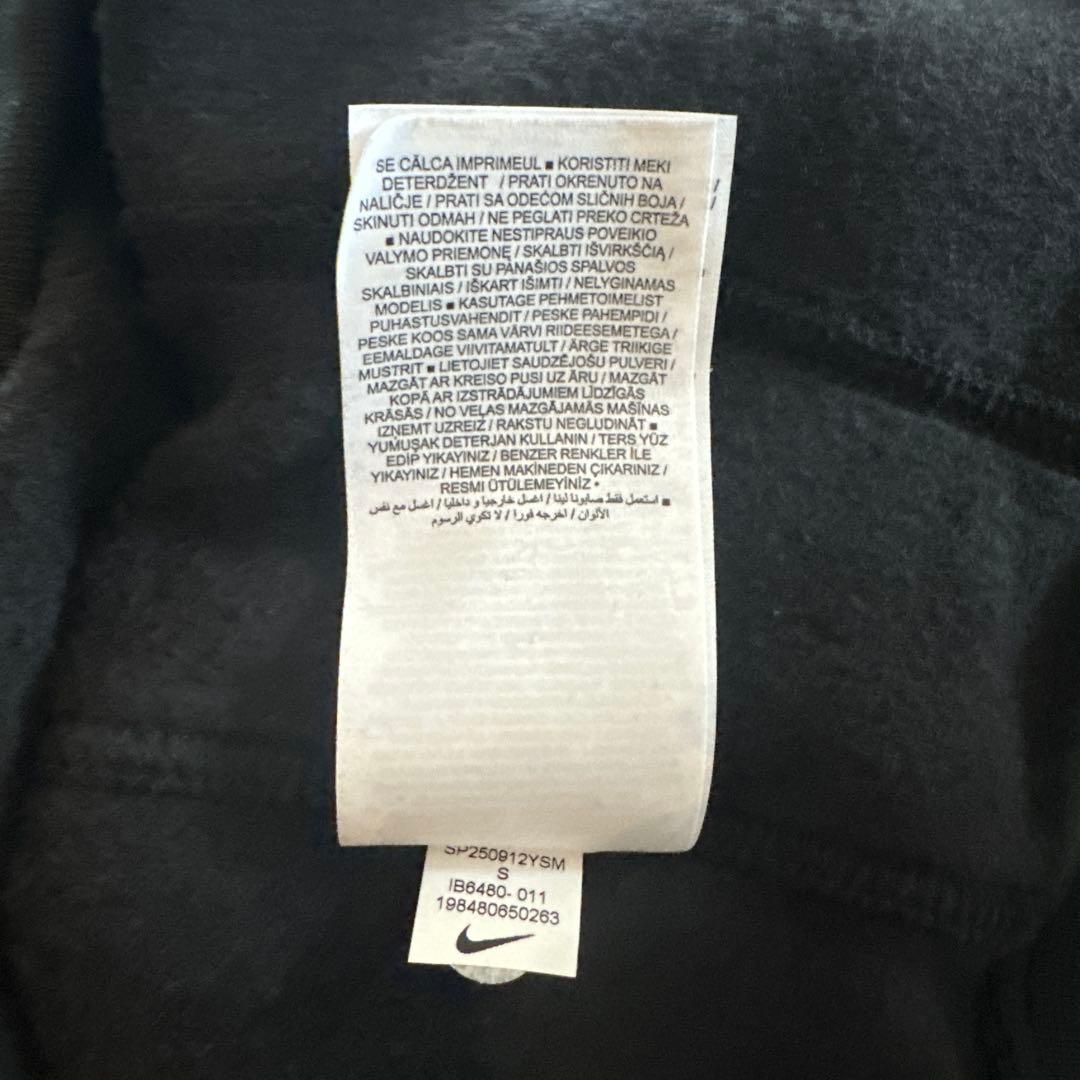 SE CĂLCA IMPRIMEUL ■ KORISTITI MEKI
DETERDŽENT / PRATI OKRENUTO NA
NALIČJE / PRATI SA ODEĆOM SLIČNIH BOJA /
SKINUTI ODMAH / NE PEGLATI PREKO CRTEŽA
■ NAUDOKITE NESTIPRAUS POVEIKIO
VALYMO PRIEMONĘ / SKALBTI IŠVIRKŠČIĄ /
SKALBTI SU PANAŠIOS SPALVOS
SKALBINIAIS / IŠKART IŠIMTI / NELYGINAMAS
MODELIS ■ KASUTAGE PEHMETOIMELIST
PUHASTUSVAHENDIT / PESKE PAHEMPIDI /
PESKE KOOS SAMA VÄRVI RIIDEESEMETEGA /
EEMALDAGE VIIVITAMATULT / ÄRGE TRIIKIGE
MUSTRIT ■ LIETOJIET SAUDZĒJOŠU PULVERI /
MAZGĀT AR KREISO PUSI UZ ĀRU / MAZGĀT
KOPĀ AR IZSTRĀDĀJUMIEM LĪDZĪGĀS
KRĀSĀS / NO VEĻAS MAZGĀJAMĀS MAŠĪNAS
IZŅEMT UZREIZ / RAKSTU NEGLUDINĀT ■
YUMUŞAK DETERJAN KULLANIN / TERS YÜZ
EDİP YIKAYINIZ / BENZER RENKLER İLE
YIKAYINIZ / HEMEN MAKİNEDEN ÇIKARINIZ /
RESMI ÜTÜLEMEYİNİZ •
■ استعمل فقط صابونا لينا / اغسل خارجيا و داخليا / اغسل مع نفس
الألوان / اخرجه فورا / لا تكوي الرسوم
SP250912YSM
S
IB6480- 011
198480650263